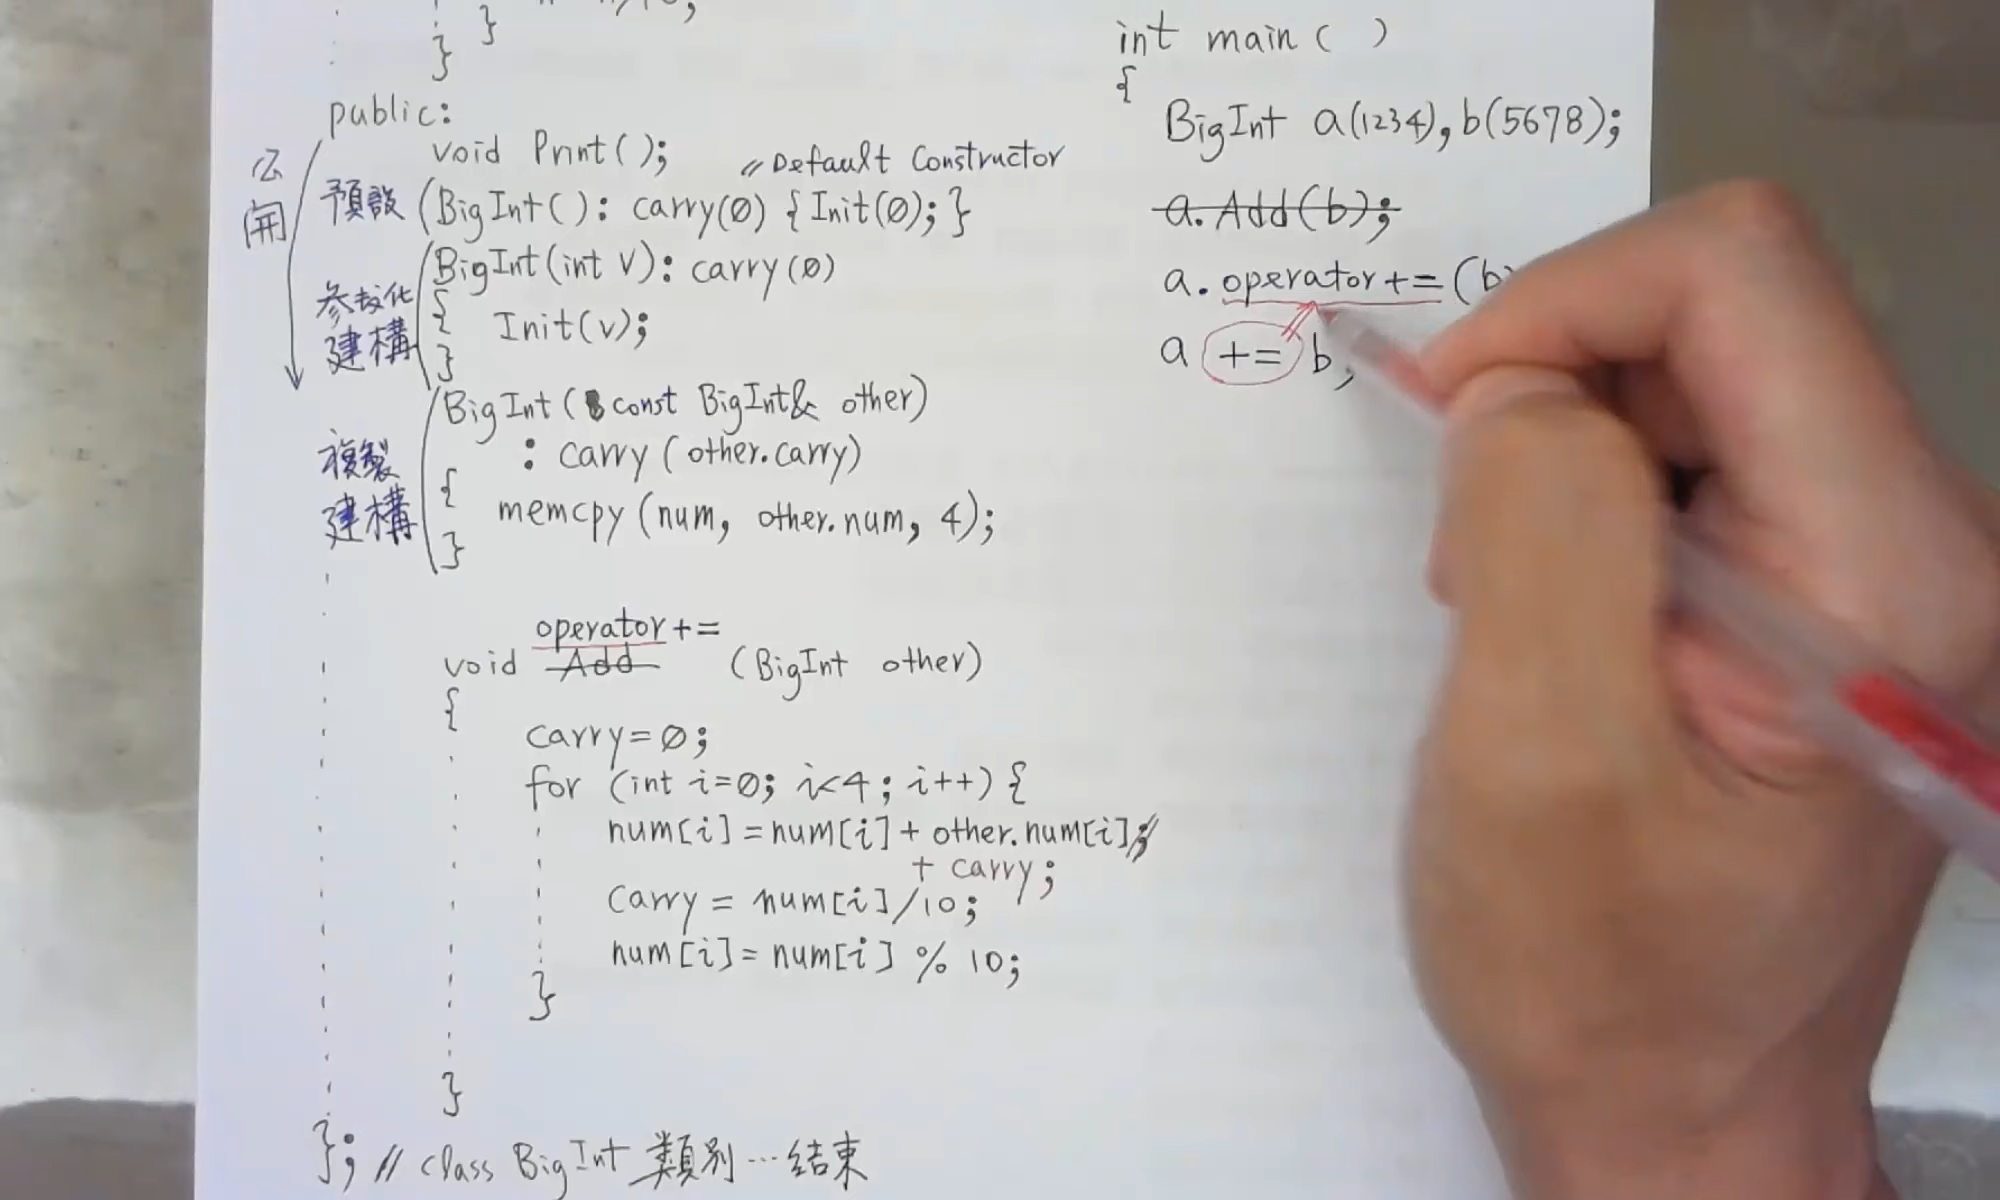 }
}
public:
公開
void Print();
// Default Constructor
預設
BigInt(): carry(0) {Init(0);}
參數化建構
BigInt(int v): carry(0)
{
Init(v);
}
複製建構
BigInt( const BigInt& other)
: carry(other.carry)
{
memcpy(num, other.num, 4);
}
operator+=
void Add (BigInt other)
{
carry=0;
for (int i=0; i<4; i++) {
num[i]=num[i]+other.num[i];
+ carry;
carry = num[i]/10;
num[i]=num[i] % 10;
}
}
}; // class BigInt 類別…結束
int main( )
{
BigInt a(1234), b(5678);
a.Add(b);
a.operator+=(b
a += b;